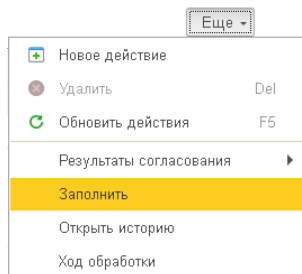 Еще
Новое действие
Удалить Del
Обновить действия F5
Результаты согласования
Заполнить
Открыть историю
Ход обработки